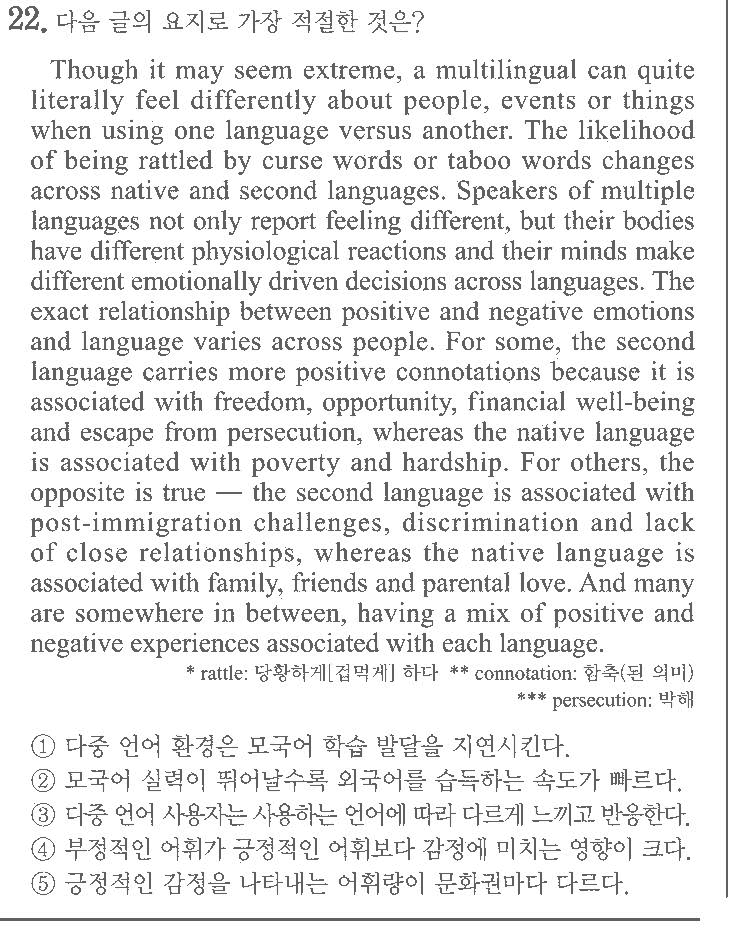 22. 다음 글의 요지로 가장 적절한 것은?
Though it may seem extreme, a multilingual can quite
literally feel differently about people, events or things
when using one language versus another. The likelihood
of being rattled by curse words or taboo words changes
across native and second languages. Speakers of multiple
languages not only report feeling different, but their bodies
have different physiological reactions and their minds make
different emotionally driven decisions across languages. The
exact relationship between positive and negative emotions
and language varies across people. For some, the second
language carries more positive connotations because it is
associated with freedom, opportunity, financial well-being
and escape from persecution, whereas the native language
is associated with poverty and hardship. For others, the
opposite is true — the second language is associated with
post-immigration challenges, discrimination and lack
of close relationships, whereas the native language is
associated with family, friends and parental love. And many
are somewhere in between, having a mix of positive and
negative experiences associated with each language.
* rattle: 당황하게[겁먹게] 하다 ** connotation: 함축(된 의미)
*** persecution: 박해
① 다중 언어 환경은 모국어 학습 발달을 지연시킨다.
② 모국어 실력이 뛰어날수록 외국어를 습득하는 속도가 빠르다.
③ 다중 언어 사용자는 사용하는 언어에 따라 다르게 느끼고 반응한다.
④ 부정적인 어휘가 긍정적인 어휘보다 감정에 미치는 영향이 크다.
⑤ 긍정적인 감정을 나타내는 어휘량이 문화권마다 다르다.